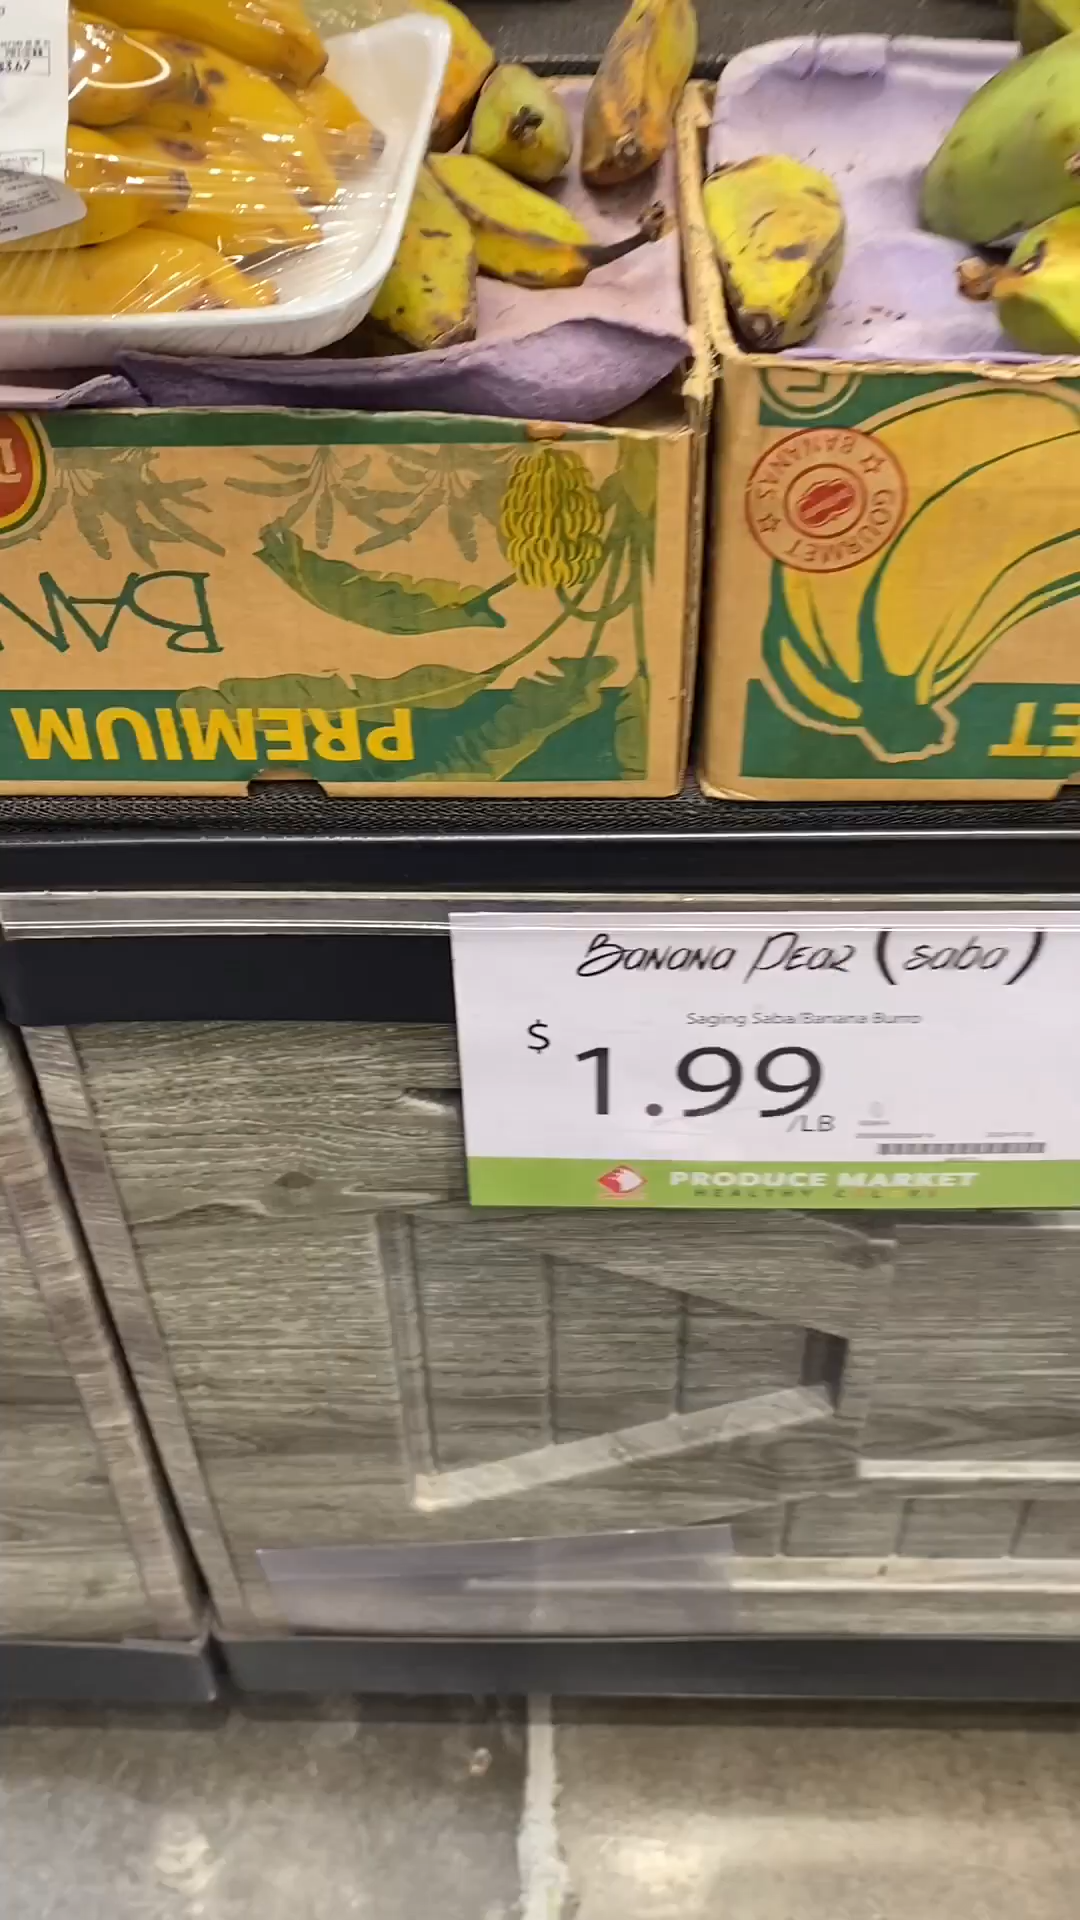 $3.67
BANANAS ☆ GOURMET ☆
BAN
PREMIUM
ET
Banana Pear (saba)
Saging Saba/Banana Burro
$ 1.99
/LB
PRODUCE MARKET
HEALTHY